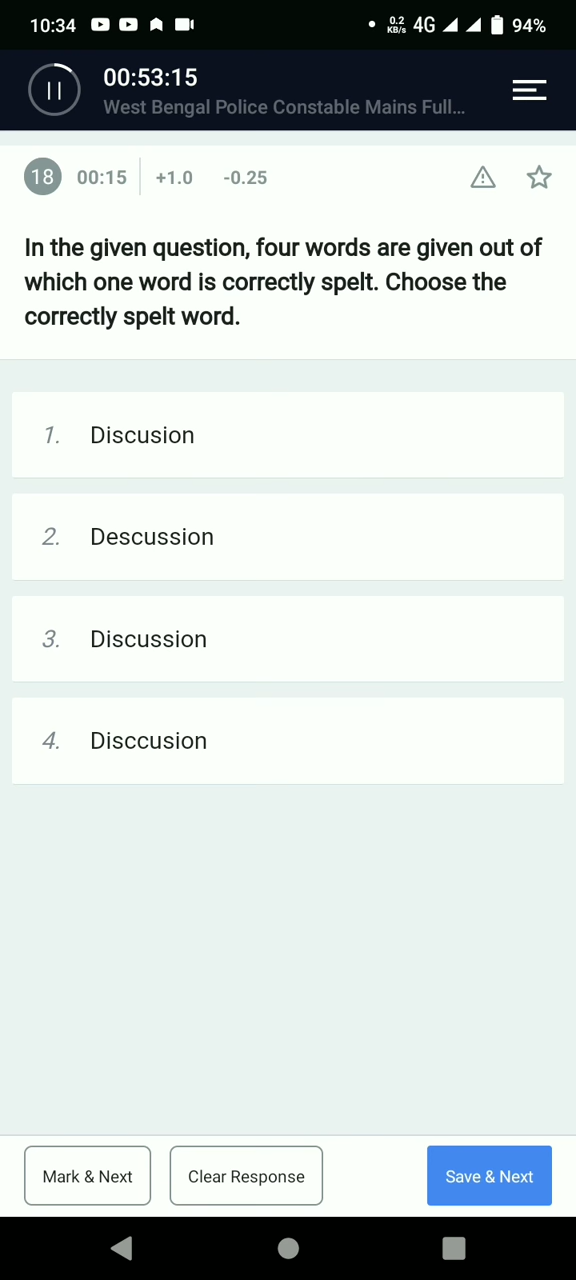 10:34
0.2 KB/s 4G 94%
00:53:15
West Bengal Police Constable Mains Full...
18 00:15 +1.0 -0.25
In the given question, four words are given out of
which one word is correctly spelt. Choose the
correctly spelt word.
1. Discusion
2. Descussion
3. Discussion
4. Disccusion
Mark & Next Clear Response Save & Next